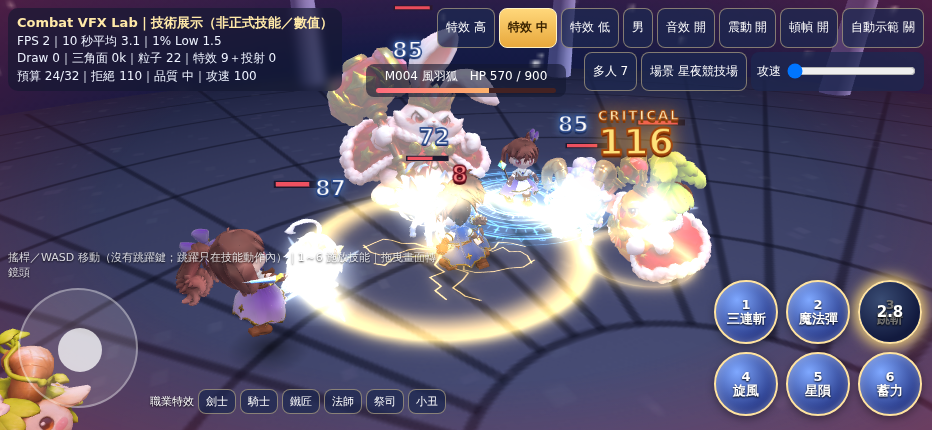 Combat VFX Lab｜技術展示（非正式技能／數值）
FPS 2｜10 秒平均 3.1｜1% Low 1.5
Draw 0｜三角面 0k｜粒子 22｜特效 9＋投射 0
預算 24/32｜拒絕 110｜品質 中｜攻速 100
特效 高
特效 中
特效 低
男
音效 開
震動 開
頓幀 開
自動示範 關
多人 7
場景 星夜競技場
攻速
M004 風羽狐 HP 570 / 900
85
72
8
87
85
CRITICAL
116
搖桿／WASD 移動（沒有跳躍鍵；跳躍只在技能動作內）｜1～6 施放技能｜拖曳畫面轉
鏡頭
1
三連斬
2
魔法彈
3
2.8
4
旋風
5
星隕
6
蓄力
職業特效
劍士
騎士
鐵匠
法師
祭司
小丑